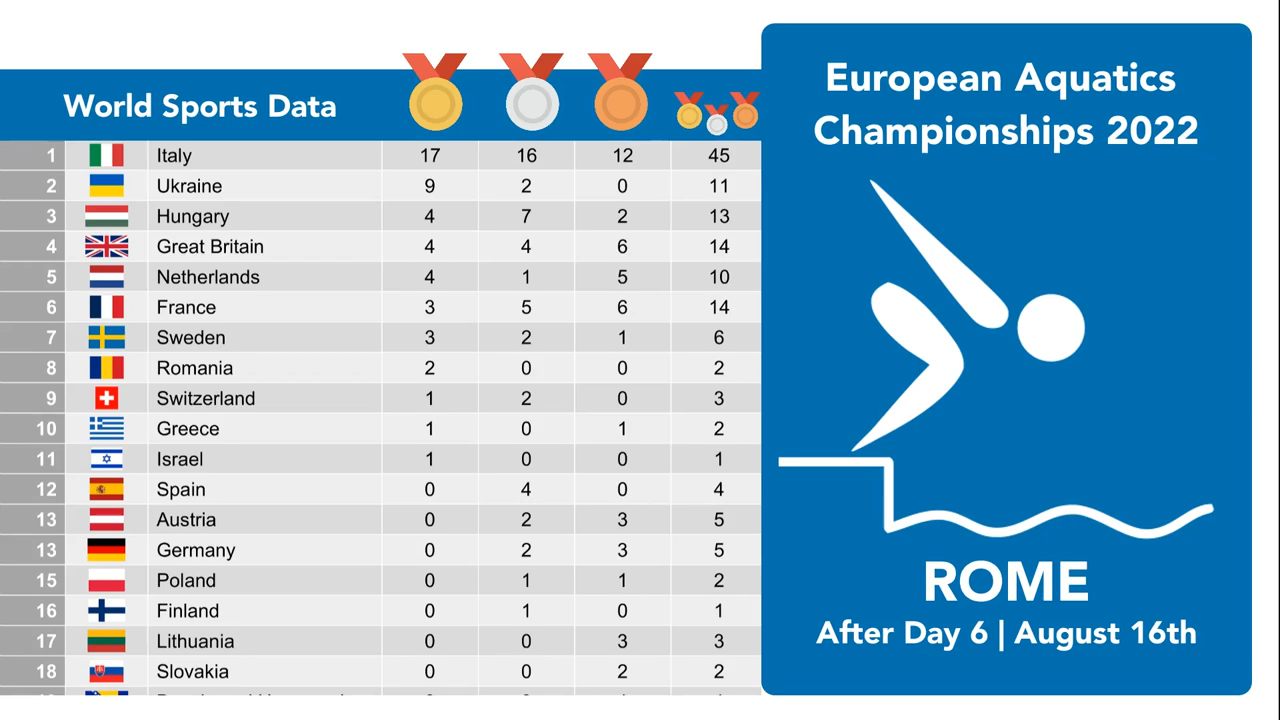 World Sports Data
1 Italy 17 16 12 45
2 Ukraine 9 2 0 11
3 Hungary 4 7 2 13
4 Great Britain 4 4 6 14
5 Netherlands 4 1 5 10
6 France 3 5 6 14
7 Sweden 3 2 1 6
8 Romania 2 0 0 2
9 Switzerland 1 2 0 3
10 Greece 1 0 1 2
11 Israel 1 0 0 1
12 Spain 0 4 0 4
13 Austria 0 2 3 5
13 Germany 0 2 3 5
15 Poland 0 1 1 2
16 Finland 0 1 0 1
17 Lithuania 0 0 3 3
18 Slovakia 0 0 2 2
European Aquatics
Championships 2022
ROME
After Day 6 | August 16th